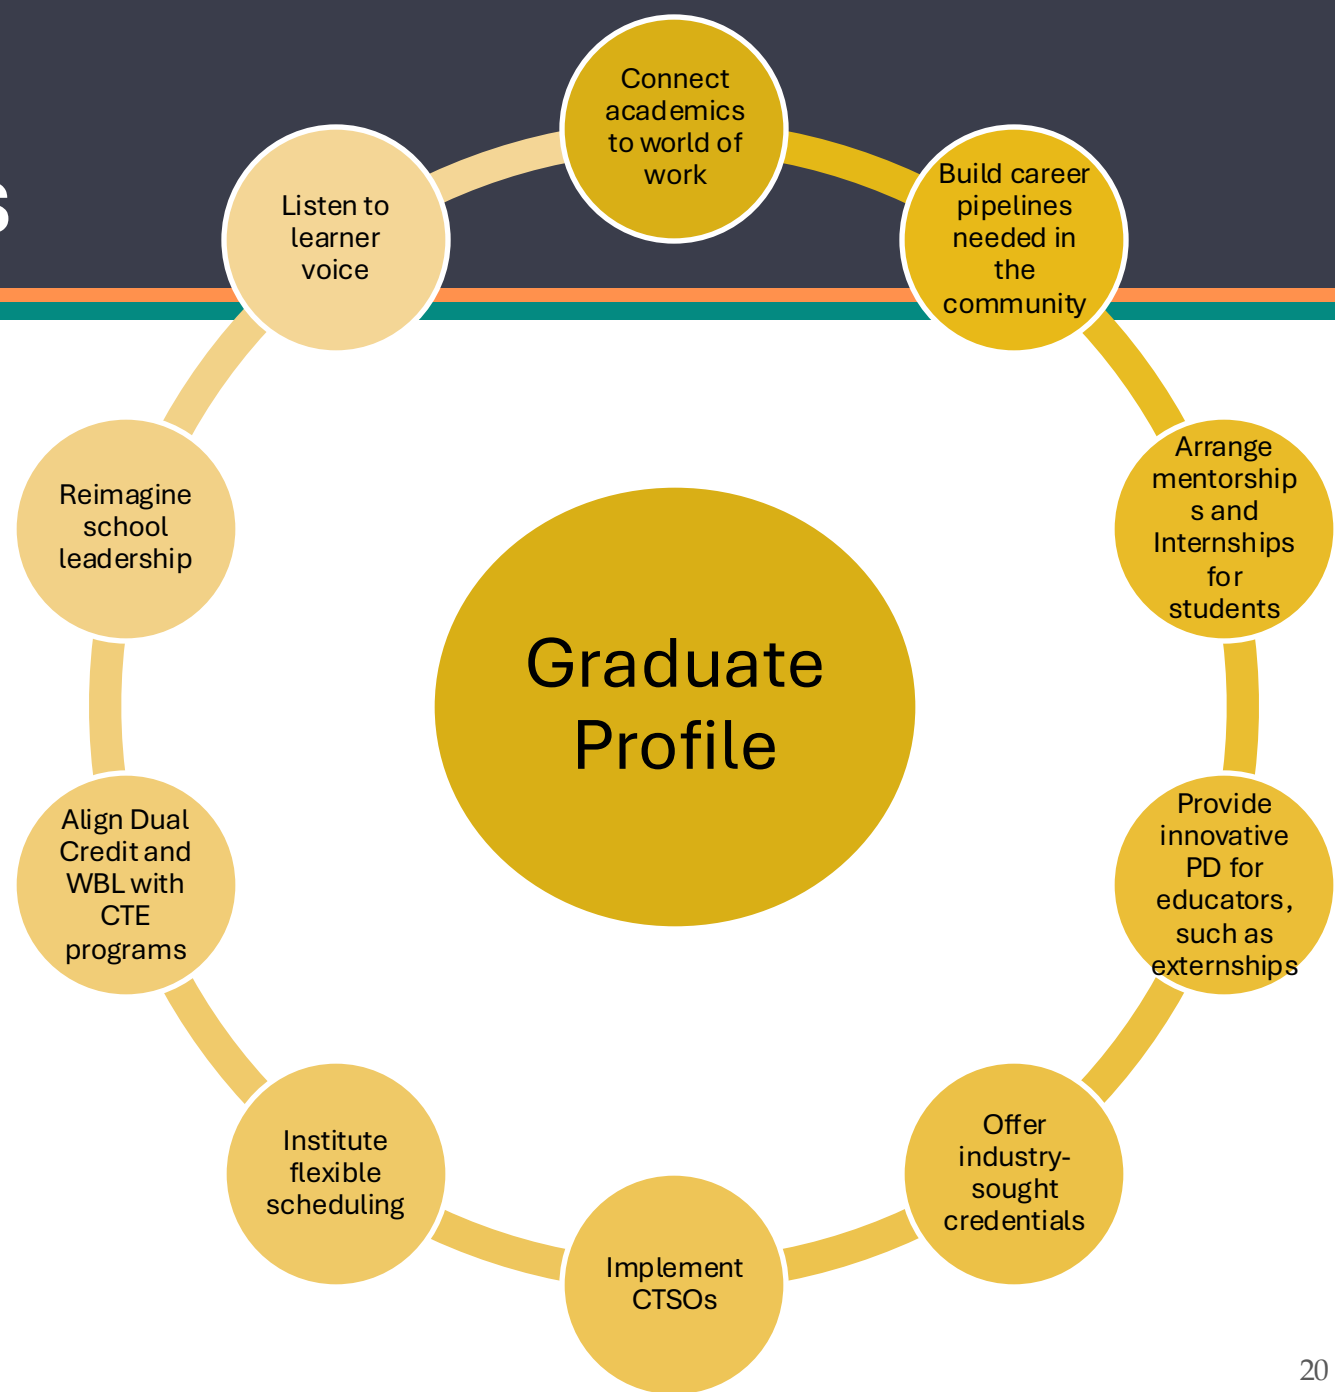 s
Connect
academics
to world of
work
Build career
pipelines
needed in
the
community
Arrange
mentorship
s and
Internships
for
students
Provide
innovative
PD for
educators,
such as
externships
Offer
industry-
sought
credentials
Implement
CTSOs
Institute
flexible
scheduling
Align Dual
Credit and
WBL with
CTE
programs
Reimagine
school
leadership
Listen to
learner
voice
Graduate
Profile
20